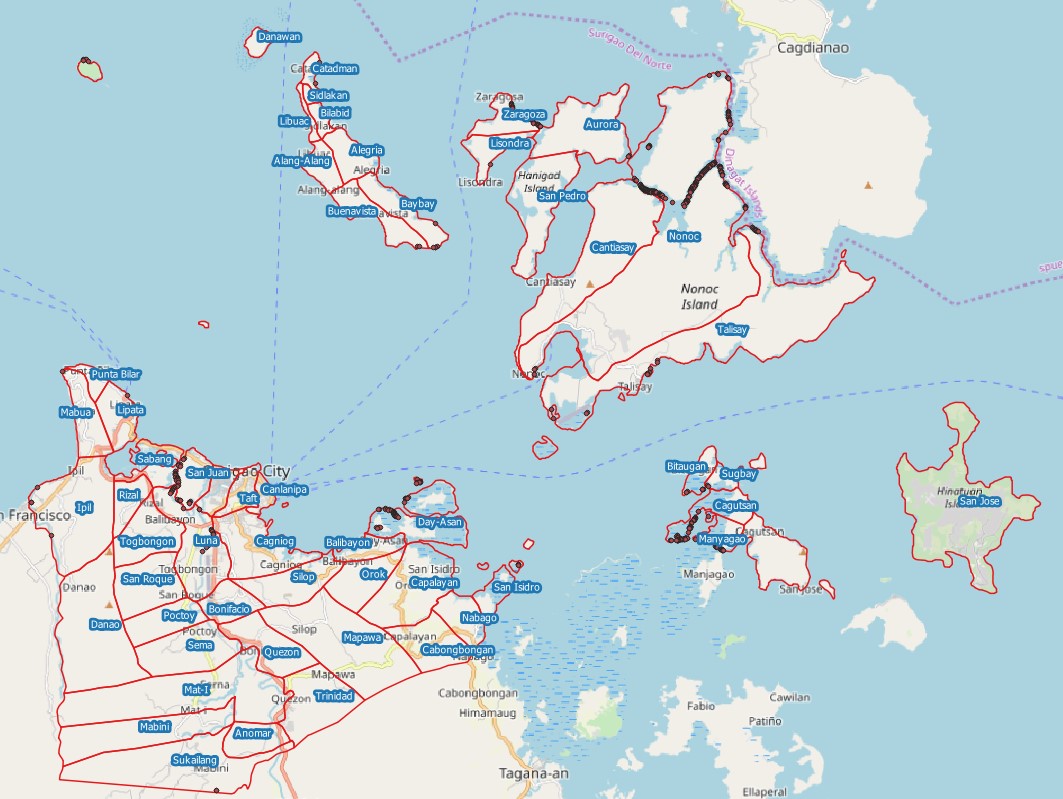 Danawan
Surigao Del Norte
Cagdianao
Catadman
Sidlakan
Zaragosa
Zaragoza
Bilabid
Libuac
Aurora
Lisondra
Alegria
Alegria
Alang-Alang
Dinagat Islands
Hanigad
Island
Lisondra
Alang-alang
San Pedro
Baybay
Buenavista
Nonoc
Cantiasay
Cantiasay
Nonoc
Island
Talisay
Nonoc
Talisay
Punta Bilar
Mabua
Lipata
Sabang
San Juan
Ipil
Bitaugan
Sugbay
Canlanipa
Rizal
Rizal
Taft
Ipil
Cagutsan
San Jose
n Francisco
Balibayon
Day-Asan
Cagutsan
Togbongon
Luna
Cagniog
Balibayon
Manyagao
Cagniog
Balibayon
Togbongon
San Isidro
Manjagao
San Roque
Silop
Orok
Capalayan
San Isidro
Danao
San Jose
San Roque
Bonifacio
Poctoy
Nabago
Danao
Poctoy
Silop
Mapawa
Capalayan
Sema
Quezon
Cabongbongan
Mapawa
Mat-I
Trinidad
Quezon
Cabongbongan
Cawilan
Fabio
Himamaug
Patiño
Mabini
Anomar
Sukailang
Mabini
Tagana-an
Ellaperal